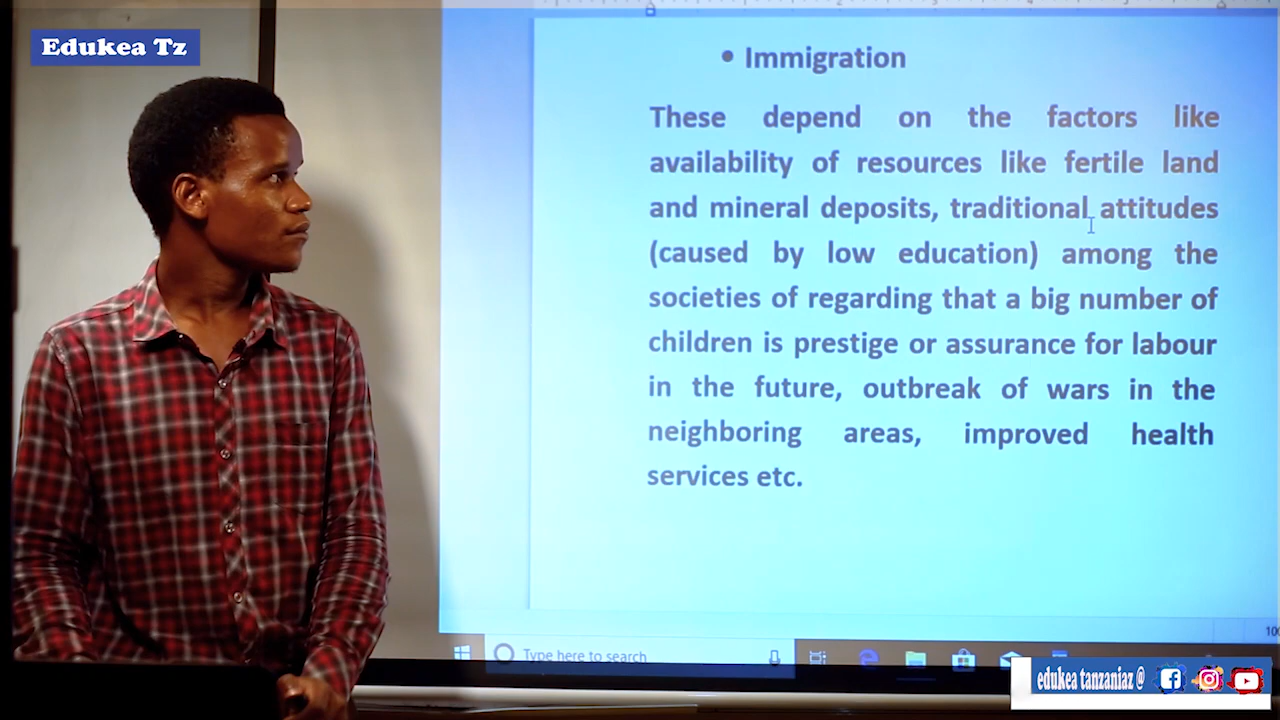 Edukea Tz
• Immigration
These depend on the factors like
availability of resources like fertile land
and mineral deposits, traditional attitudes
(caused by low education) among the
societies of regarding that a big number of
children is prestige or assurance for labour
in the future, outbreak of wars in the
neighboring areas, improved health
services etc.
100
Type here to search
edukea tanzaniaz @